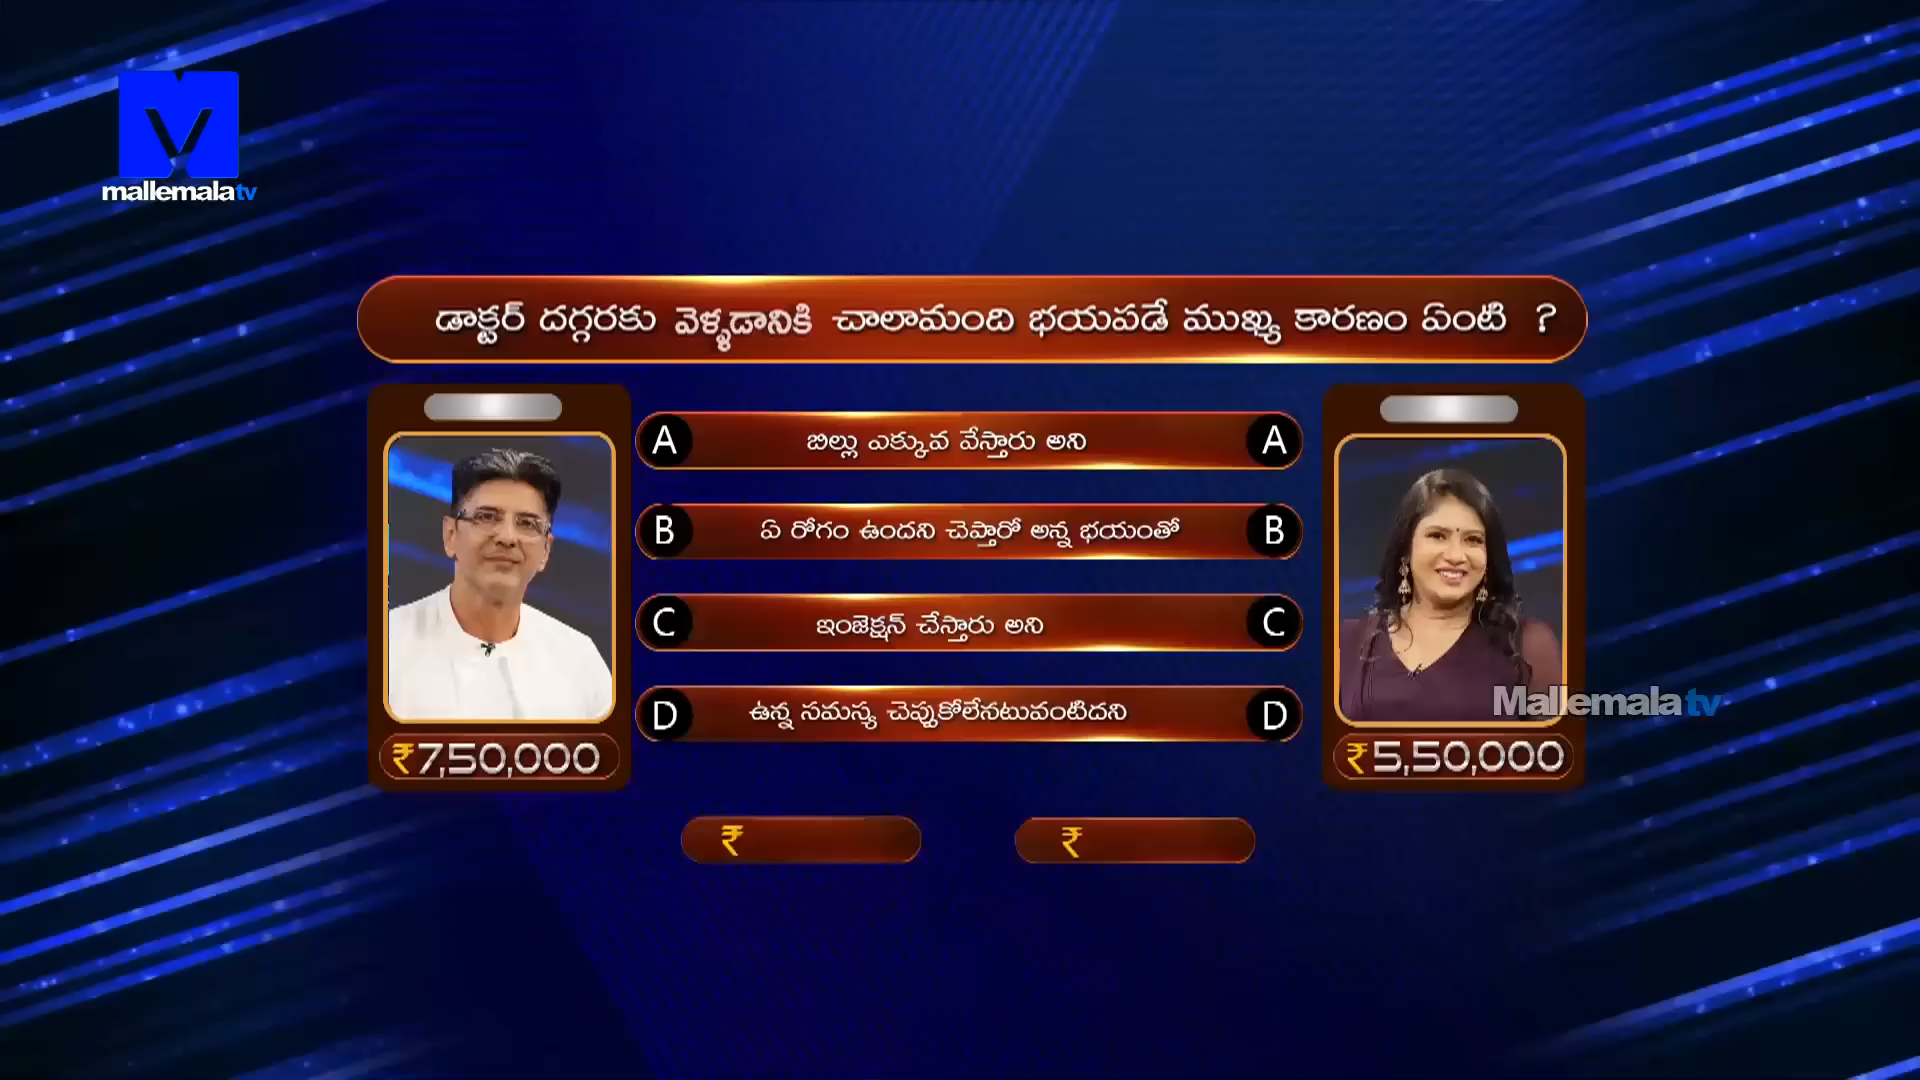 mallemalatv
డాక్టర్ దగ్గరకు వెళ్ళడానికి చాలామంది భయపడే ముఖ్య కారణం ఏంటి ?
A బిల్లు ఎక్కువ వేస్తారు అని A
B ఏ రోగం ఉందని చెప్తారో అన్న భయంతో B
C ఇంజెక్షన్ చేస్తారు అని C
D ఉన్న సమస్య చెప్పుకోలేనటువంటిదని D
Mallemalatv
₹7,50,000
₹5,50,000
₹
₹